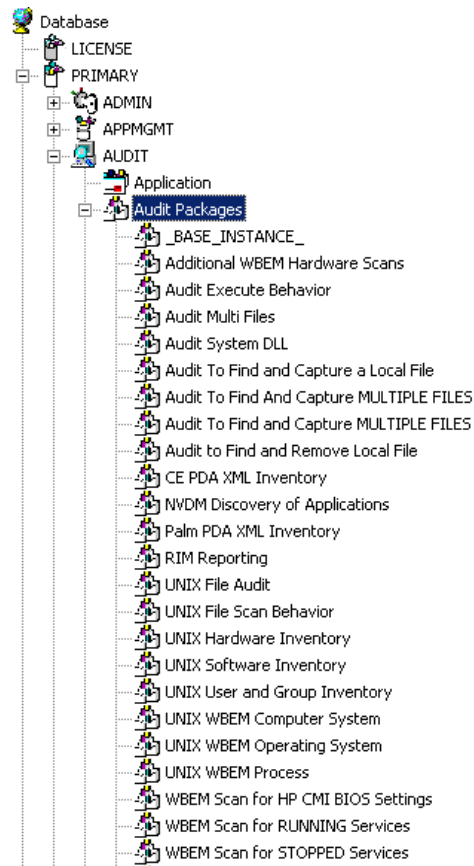 Database
LICENSE
PRIMARY
ADMIN
APPMGMT
AUDIT
Application
Audit Packages
_BASE_INSTANCE_
Additional WBEM Hardware Scans
Audit Execute Behavior
Audit Multi Files
Audit System DLL
Audit To Find and Capture a Local File
Audit To Find And Capture MULTIPLE FILES
Audit To Find and Capture MULTIPLE FILES
Audit to Find and Remove Local File
CE PDA XML Inventory
NVDM Discovery of Applications
Palm PDA XML Inventory
RIM Reporting
UNIX File Audit
UNIX File Scan Behavior
UNIX Hardware Inventory
UNIX Software Inventory
UNIX User and Group Inventory
UNIX WBEM Computer System
UNIX WBEM Operating System
UNIX WBEM Process
WBEM Scan for HP CMI BIOS Settings
WBEM Scan for RUNNING Services
WBEM Scan for STOPPED Services